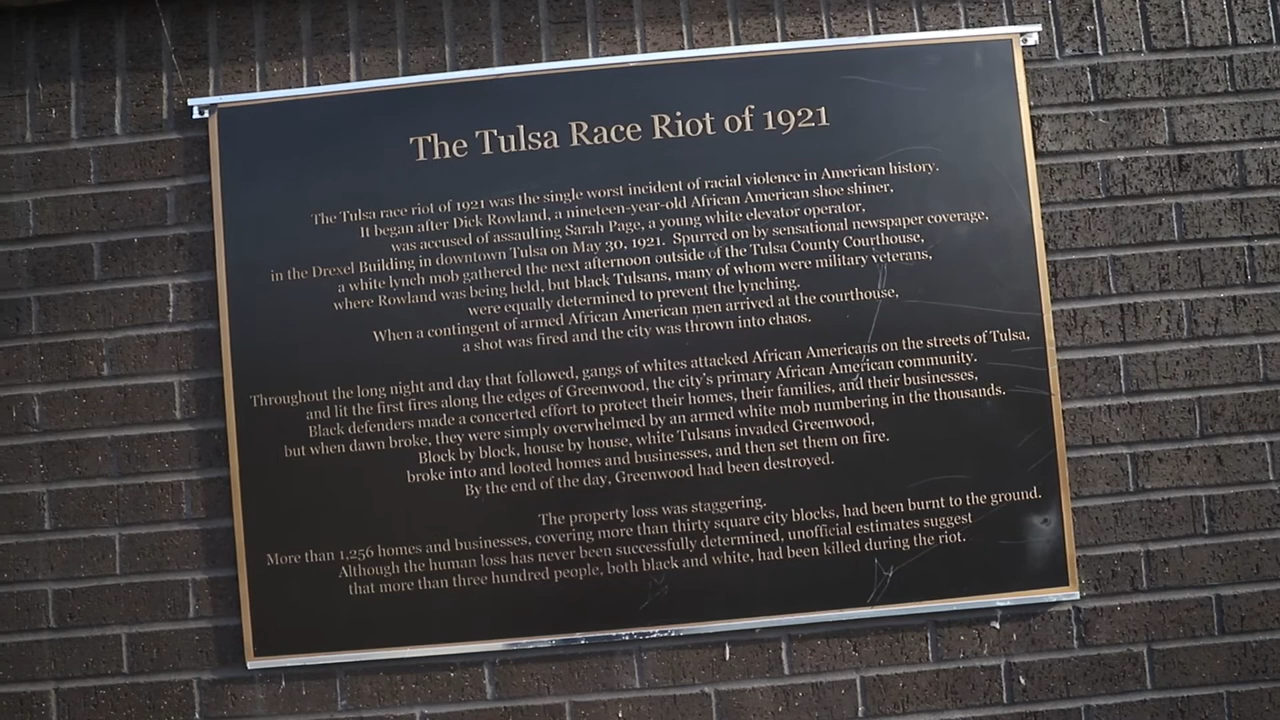 The Tulsa Race Riot of 1921
The Tulsa race riot of 1921 was the single worst incident of racial violence in American history.
It began after Dick Rowland, a nineteen-year-old African American shoe shiner,
was accused of assaulting Sarah Page, a young white elevator operator,
in the Drexel Building in downtown Tulsa on May 30, 1921. Spurred on by sensational newspaper coverage,
a white lynch mob gathered the next afternoon outside of the Tulsa County Courthouse,
where Rowland was being held, but black Tulsans, many of whom were military veterans,
were equally determined to prevent the lynching.
When a contingent of armed African American men arrived at the courthouse,
a shot was fired and the city was thrown into chaos.
Throughout the long night and day that followed, gangs of whites attacked African Americans on the streets of Tulsa,
and lit the first fires along the edges of Greenwood, the city's primary African American community.
Black defenders made a concerted effort to protect their homes, their families, and their businesses,
but when dawn broke, they were simply overwhelmed by an armed white mob numbering in the thousands.
Block by block, house by house, white Tulsans invaded Greenwood,
broke into and looted homes and businesses, and then set them on fire.
By the end of the day, Greenwood had been destroyed.
The property loss was staggering.
More than 1,256 homes and businesses, covering more than thirty square city blocks, had been burnt to the ground.
Although the human loss has never been successfully determined, unofficial estimates suggest
that more than three hundred people, both black and white, had been killed during the riot.